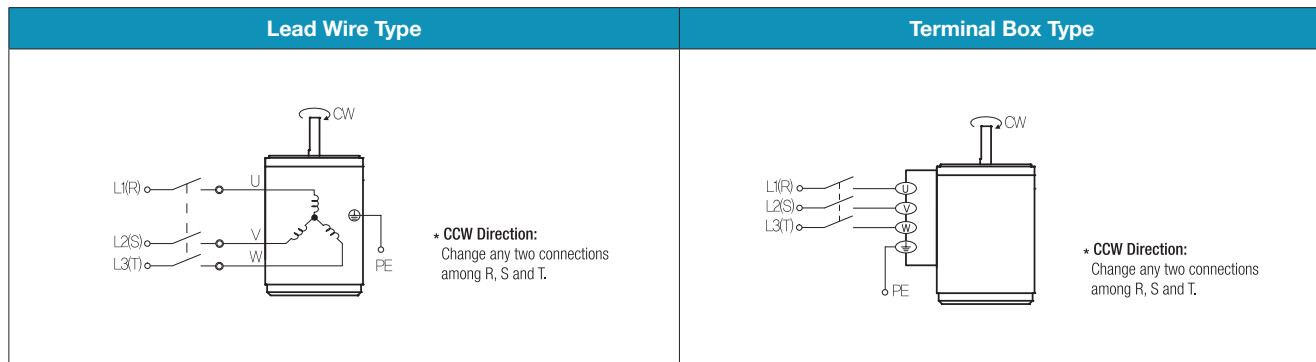 Lead Wire Type
CW
L1(R)
U
L2(S)
V
L3(T)
W
PE
* CCW Direction:
Change any two connections
among R, S and T.
Terminal Box Type
CW
L1(R)
U
L2(S)
V
L3(T)
W
PE
* CCW Direction:
Change any two connections
among R, S and T.